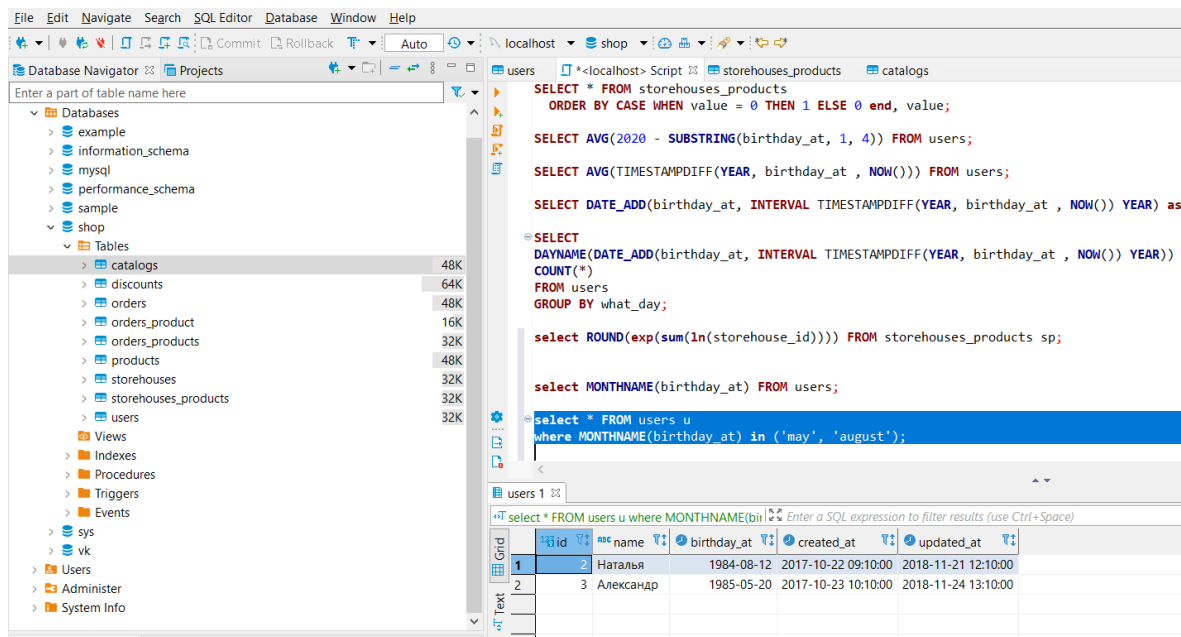 File Edit Navigate Search SQL Editor Database Window Help
Commit Rollback Auto localhost shop
Database Navigator Projects
Enter a part of table name here
Databases
example
information_schema
mysql
performance_schema
sample
shop
Tables
catalogs 48K
discounts 64K
orders 48K
orders_product 16K
orders_products 32K
products 48K
storehouses 32K
storehouses_products 32K
users 32K
Views
Indexes
Procedures
Triggers
Events
sys
vk
Users
Administer
System Info
users *<localhost> Script storehouses_products catalogs
SELECT * FROM storehouses_products
ORDER BY CASE WHEN value = 0 THEN 1 ELSE 0 end, value;
SELECT AVG(2020 - SUBSTRING(birthday_at, 1, 4)) FROM users;
SELECT AVG(TIMESTAMPDIFF(YEAR, birthday_at , NOW())) FROM users;
SELECT DATE_ADD(birthday_at, INTERVAL TIMESTAMPDIFF(YEAR, birthday_at , NOW()) YEAR) as
SELECT
DAYNAME(DATE_ADD(birthday_at, INTERVAL TIMESTAMPDIFF(YEAR, birthday_at , NOW()) YEAR))
COUNT(*)
FROM users
GROUP BY what_day;
select ROUND(exp(sum(ln(storehouse_id)))) FROM storehouses_products sp;
select MONTHNAME(birthday_at) FROM users;
select * FROM users u
where MONTHNAME(birthday_at) in ('may', 'august');
users 1
select * FROM users u where MONTHNAME(bir Enter a SQL expression to filter results (use Ctrl+Space)
Grid
Text
123 id ABC name birthday_at created_at updated_at
1 2 Наталья 1984-08-12 2017-10-22 09:10:00 2018-11-21 12:10:00
2 3 Александр 1985-05-20 2017-10-23 10:10:00 2018-11-24 13:10:00